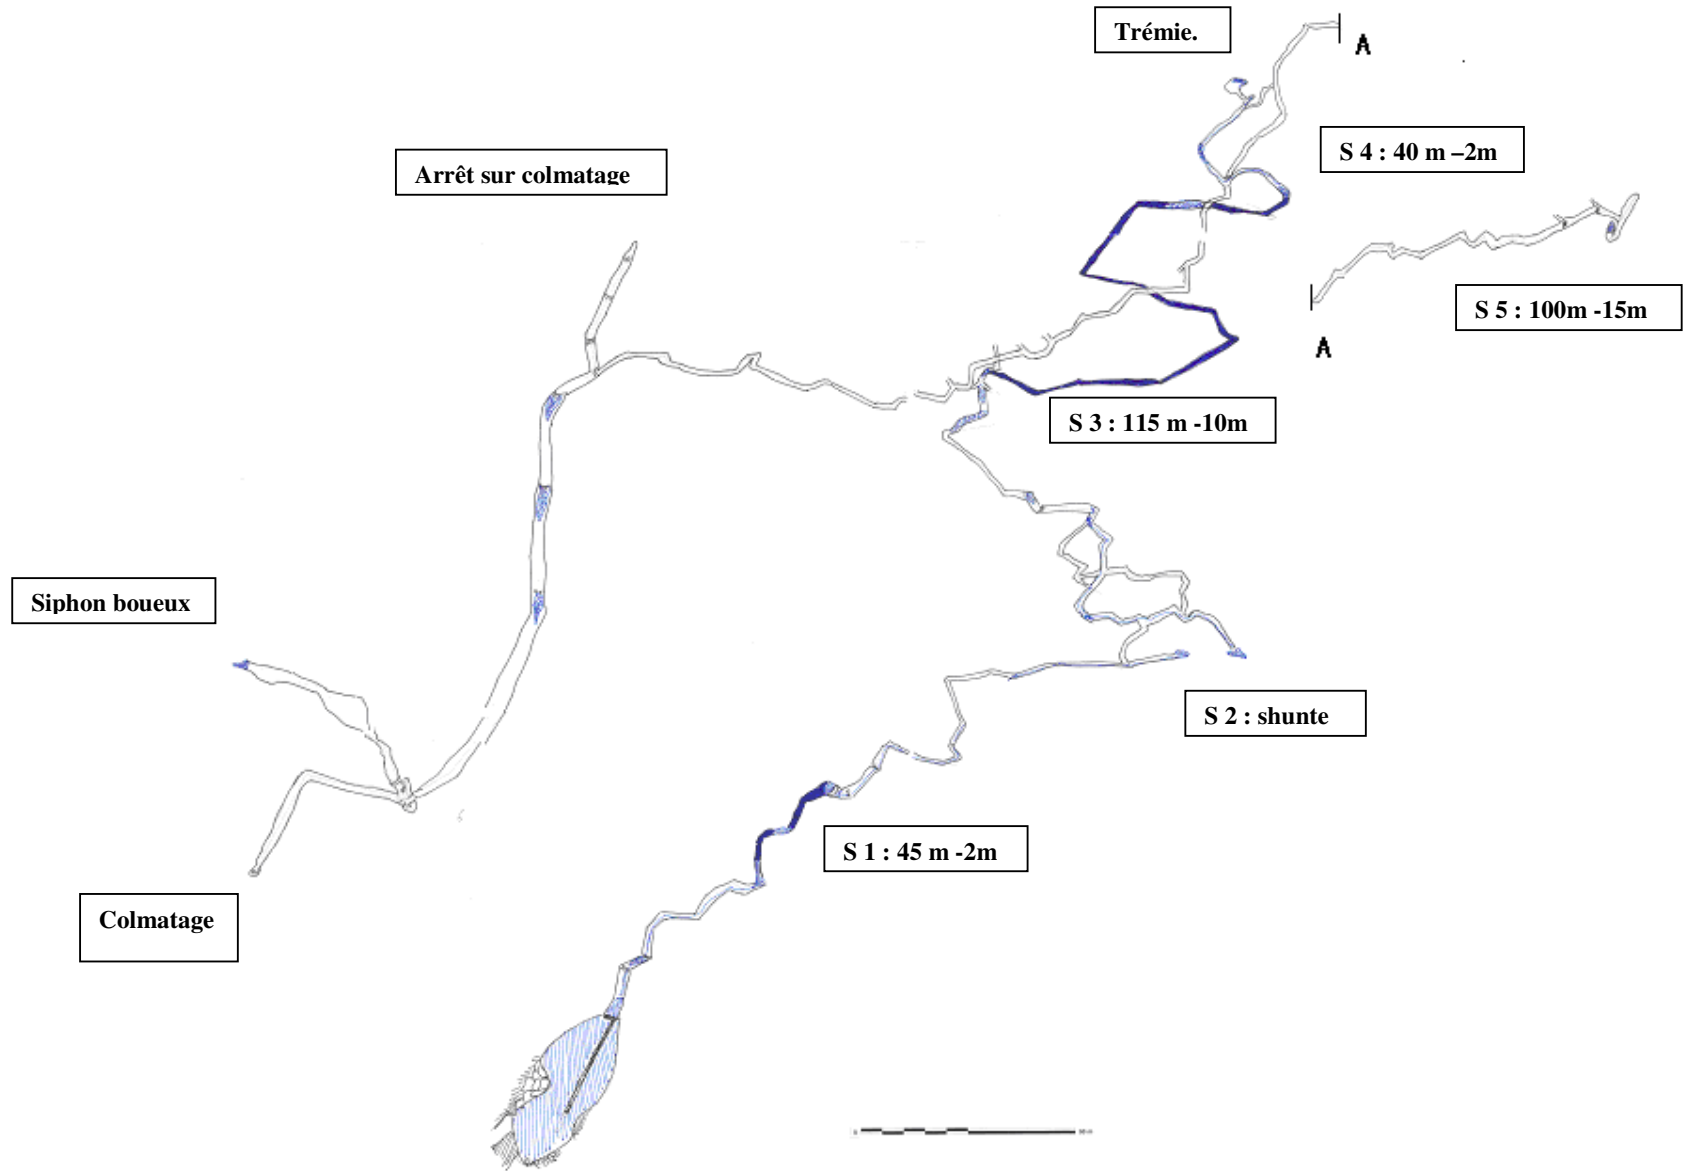 Trémie.
A
S 4 : 40 m –2m
Arrêt sur colmatage
S 5 : 100m -15m
A
S 3 : 115 m -10m
Siphon boueux
S 2 : shunte
S 1 : 45 m -2m
Colmatage